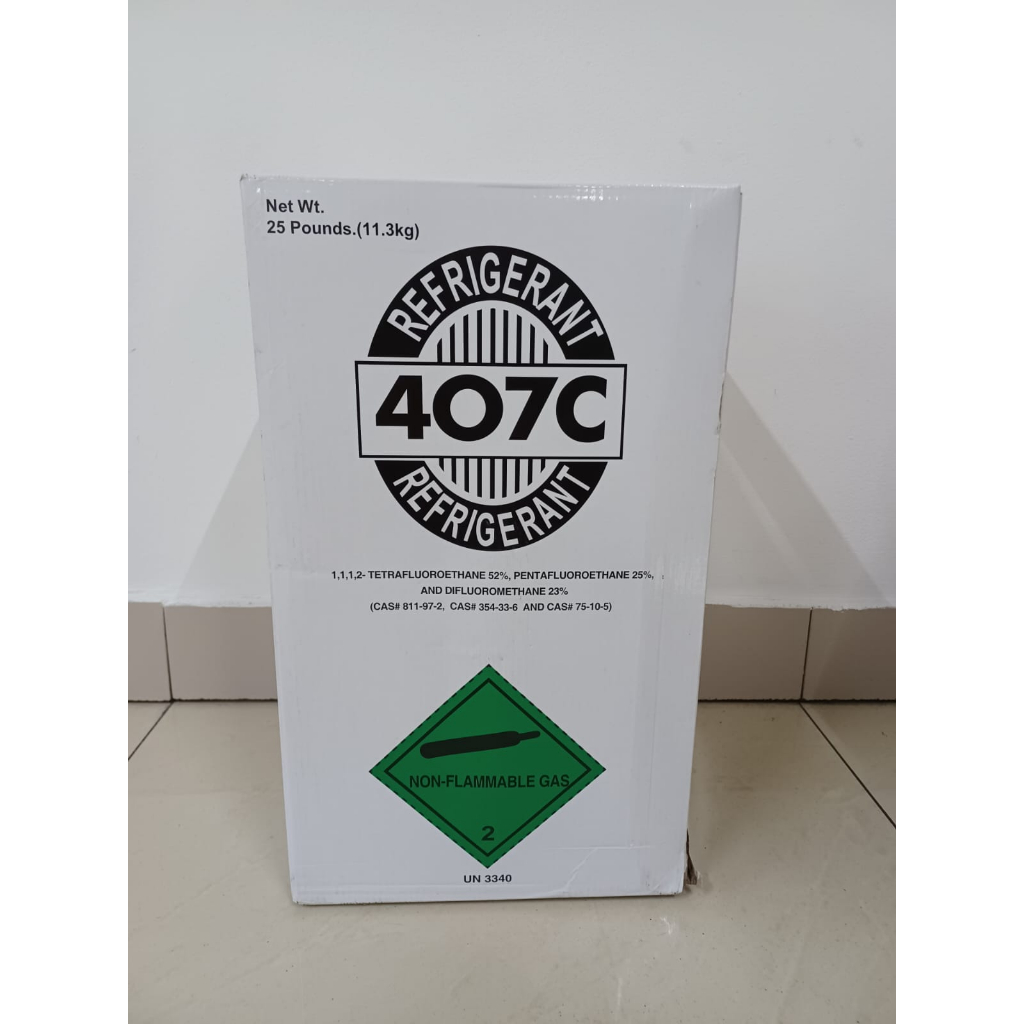 Net Wt.
25 Pounds.(11.3kg)
REFRIGERANT
407C
REFRIGERANT
1,1,1,2- TETRAFLUOROETHANE 52%, PENTAFLUOROETHANE 25%,
AND DIFLUOROMETHANE 23%
(CAS# 811-97-2, CAS# 354-33-6 AND CAS# 75-10-5)
NON-FLAMMABLE GAS
2
UN 3340